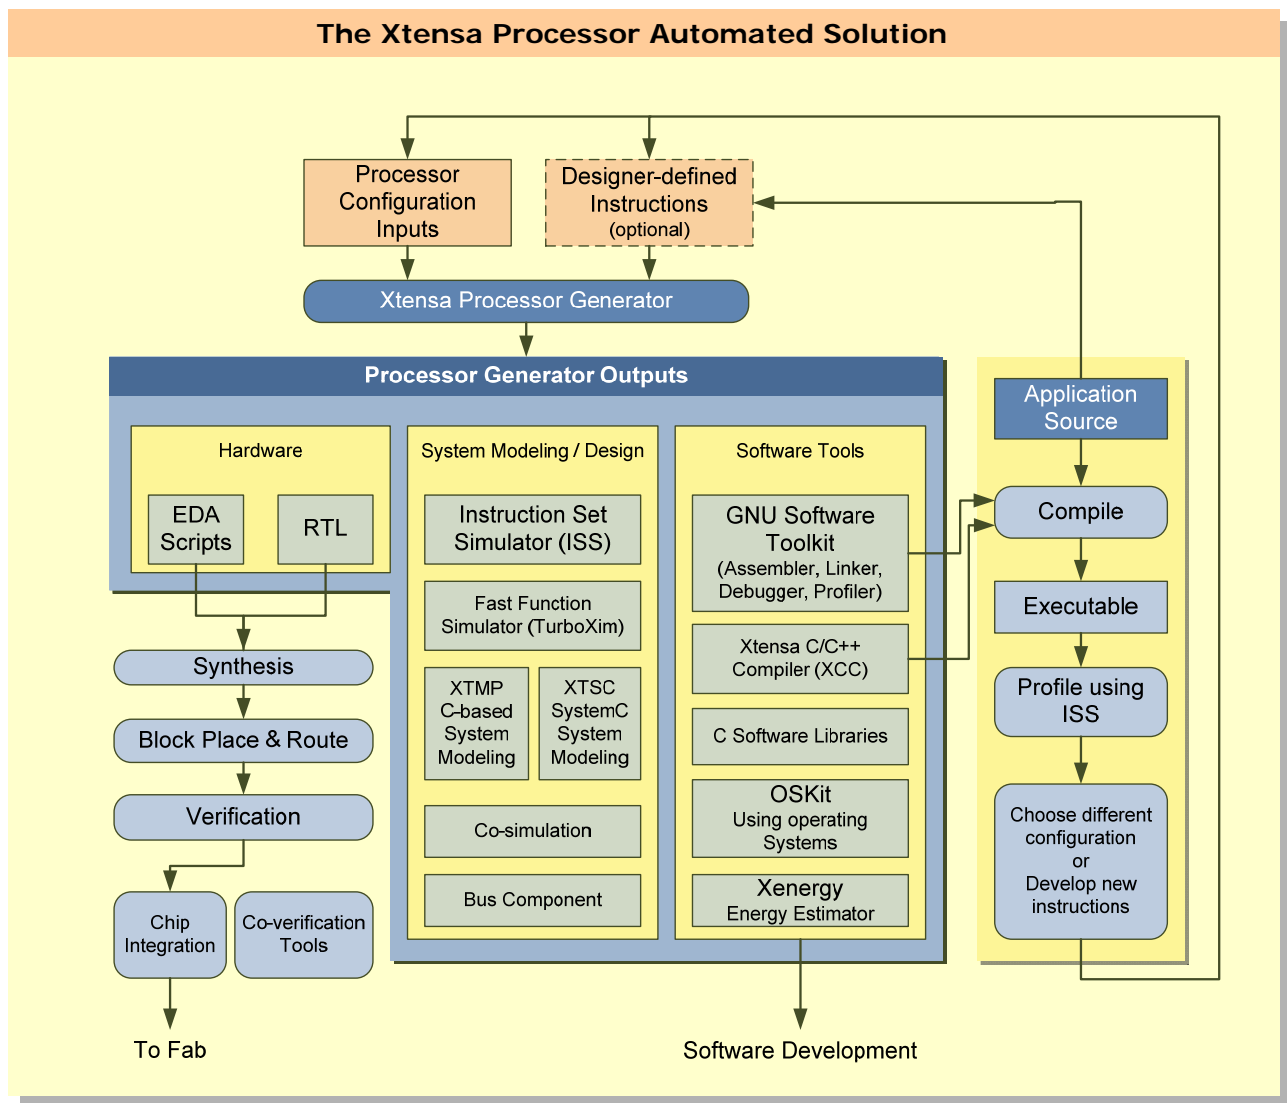 The Xtensa Processor Automated Solution
Processor
Configuration
Inputs
Designer-defined
Instructions
(optional)
Xtensa Processor Generator
Processor Generator Outputs
Hardware
EDA
Scripts
RTL
Synthesis
Block Place & Route
Verification
Chip
Integration
Co-verification
Tools
To Fab
System Modeling / Design
Instruction Set
Simulator (ISS)
Fast Function
Simulator (TurboXim)
XTMP
C-based
System
Modeling
XTSC
SystemC
System
Modeling
Co-simulation
Bus Component
Software Tools
GNU Software
Toolkit
(Assembler, Linker,
Debugger, Profiler)
Xtensa C/C++
Compiler (XCC)
C Software Libraries
OSKit
Using operating
Systems
Xenergy
Energy Estimator
Software Development
Application
Source
Compile
Executable
Profile using
ISS
Choose different
configuration
or
Develop new
instructions